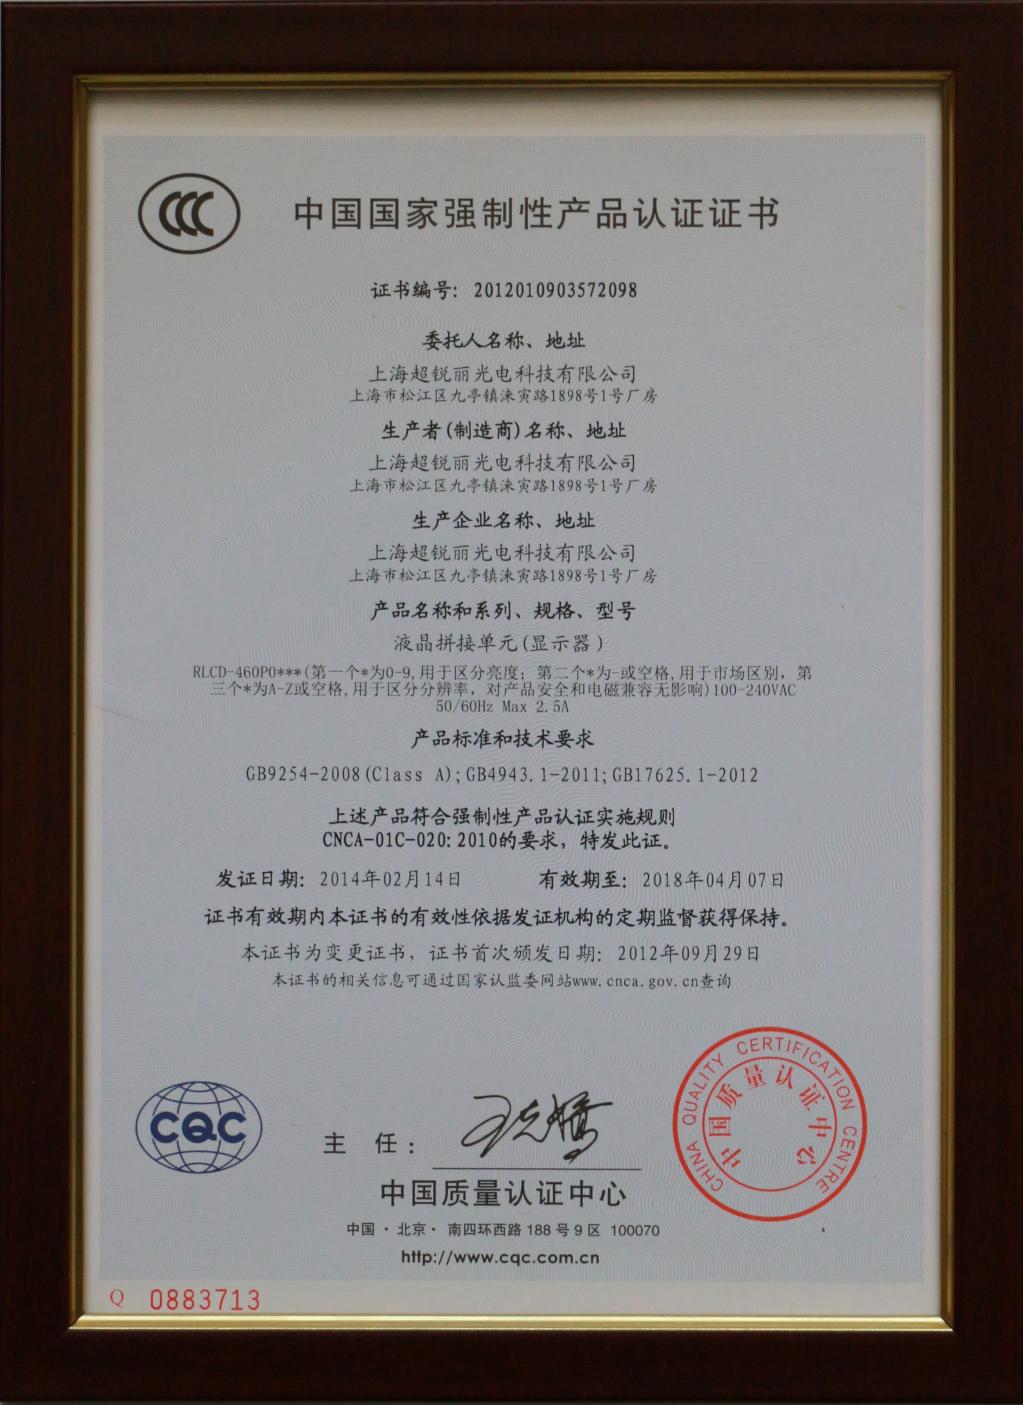 中国国家强制性产品认证证书
证书编号: 2012010903572098
委托人名称、地址
上海超锐丽光电科技有限公司
上海市松江区九亭镇涞寅路1898号1号厂房
生产者(制造商)名称、地址
上海超锐丽光电科技有限公司
上海市松江区九亭镇涞寅路1898号1号厂房
生产企业名称、地址
上海超锐丽光电科技有限公司
上海市松江区九亭镇涞寅路1898号1号厂房
产品名称和系列、规格、型号
液晶拼接单元(显示器)
RLCD-460P0***(第一个*为0-9,用于区分亮度; 第二个*为-或空格,用于市场区别, 第
三个*为A-Z或空格,用于区分分辨率, 对产品安全和电磁兼容无影响)100-240VAC
50/60Hz Max 2.5A
产品标准和技术要求
GB9254-2008(Class A);GB4943.1-2011;GB17625.1-2012
上述产品符合强制性产品认证实施规则
CNCA-01C-020:2010的要求, 特发此证。
发证日期: 2014年02月14日 有效期至: 2018年04月07日
证书有效期内本证书的有效性依据发证机构的定期监督获得保持。
本证书为变更证书, 证书首次颁发日期: 2012年09月29日
本证书的相关信息可通过国家认监委网站www.cnca.gov.cn查询
CHINA QUALITY CERTIFICATION CENTRE
中国质量认证中心
CQC
主 任:
中国质量认证中心
中国·北京· 南四环西路 188 号 9 区 100070
http://www.cqc.com.cn
Q 0883713